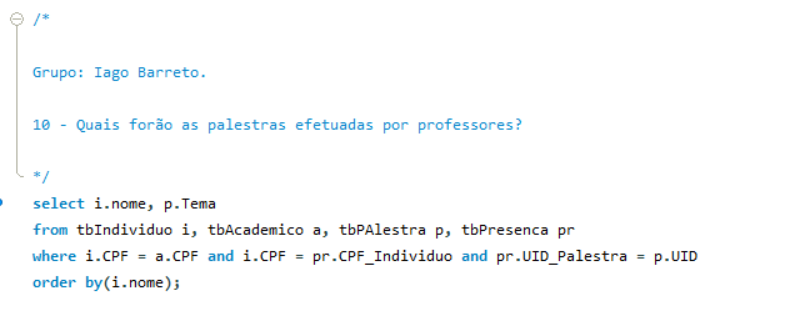 /*
Grupo: Iago Barreto.
10 - Quais forão as palestras efetuadas por professores?
*/
select i.nome, p.Tema
from tbIndividuo i, tbAcademico a, tbPAlestra p, tbPresenca pr
where i.CPF = a.CPF and i.CPF = pr.CPF_Individuo and pr.UID_Palestra = p.UID
order by(i.nome);